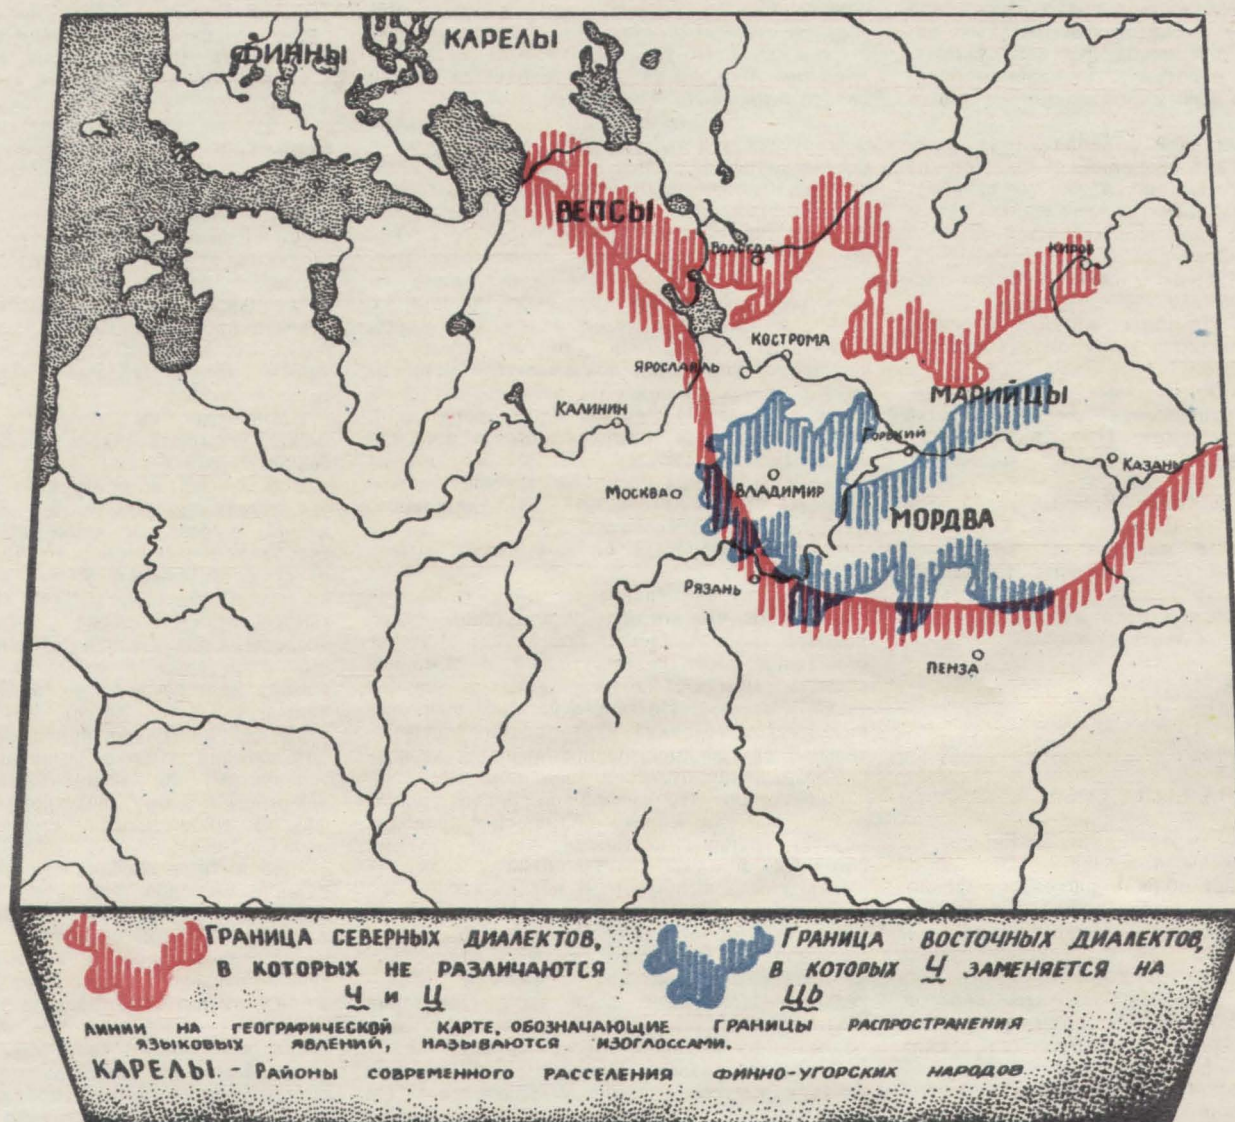 ФИННЫ
КАРЕЛЫ
ВЕПСЫ
ВОЛОГДА
КИРОВ
КОСТРОМА
ЯРОСЛАВЛЬ
МАРИЙЦЫ
КАЛИНИН
ГОРЬКИЙ
КАЗАНЬ
МОСКВА
ВЛАДИМИР
МОРДВА
РЯЗАНЬ
ПЕНЗА
ГРАНИЦА СЕВЕРНЫХ ДИАЛЕКТОВ,
В КОТОРЫХ НЕ РАЗЛИЧАЮТСЯ
Ч И Ц
ГРАНИЦА ВОСТОЧНЫХ ДИАЛЕКТОВ,
В КОТОРЫХ Ч ЗАМЕНЯЕТСЯ НА
ЦЬ
ЛИНИИ НА ГЕОГРАФИЧЕСКОЙ КАРТЕ, ОБОЗНАЧАЮЩИЕ ГРАНИЦЫ РАСПРОСТРАНЕНИЯ
ЯЗЫКОВЫХ ЯВЛЕНИЙ, НАЗЫВАЮТСЯ ИЗОГЛОССАМИ.
КАРЕЛЫ - РАЙОНЫ СОВРЕМЕННОГО РАССЕЛЕНИЯ ФИННО-УГОРСКИХ НАРОДОВ